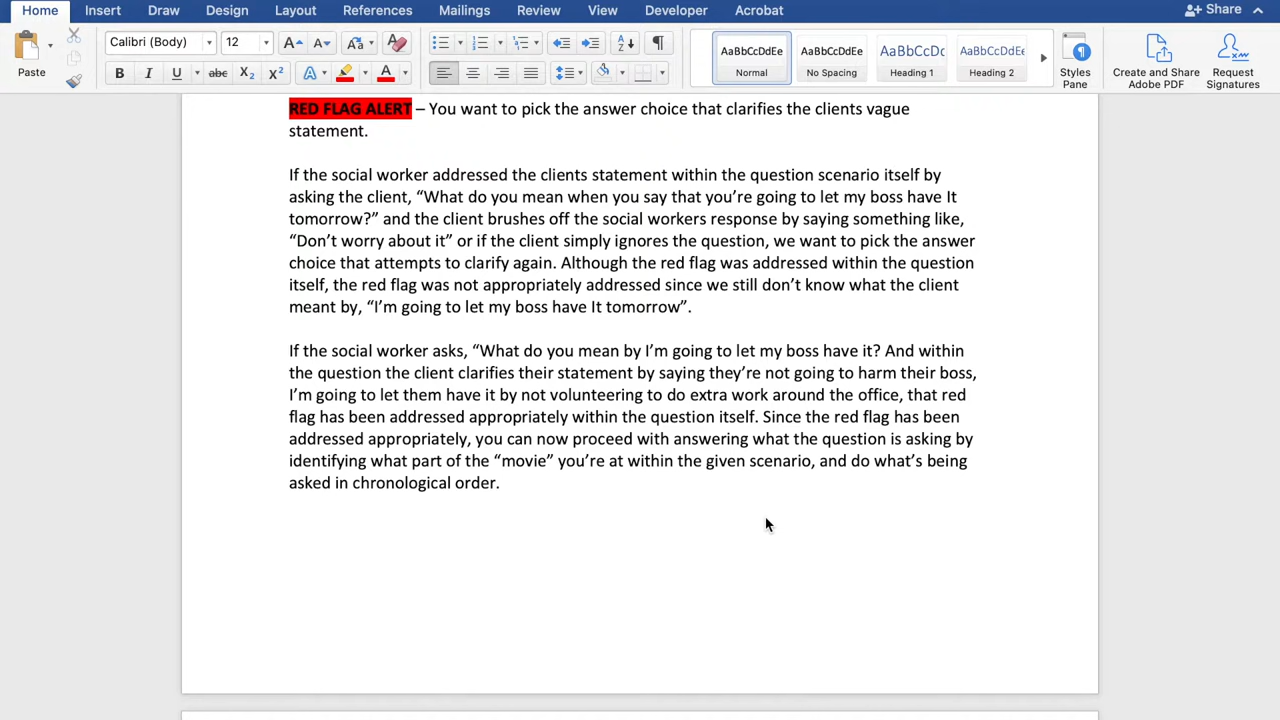 Home Insert Draw Design Layout References Mailings Review View Developer Acrobat Share
Calibri (Body) 12 AaBbCcDdEe AaBbCcDdEe AaBbCcDc AaBbCcDdEe
Paste B I U abc X2 X2 A A Normal No Spacing Heading 1 Heading 2 Styles Pane Create and Share Adobe PDF Request Signatures
RED FLAG ALERT – You want to pick the answer choice that clarifies the clients vague
statement.
If the social worker addressed the clients statement within the question scenario itself by
asking the client, “What do you mean when you say that you’re going to let my boss have It
tomorrow?” and the client brushes off the social workers response by saying something like,
“Don’t worry about it” or if the client simply ignores the question, we want to pick the answer
choice that attempts to clarify again. Although the red flag was addressed within the question
itself, the red flag was not appropriately addressed since we still don’t know what the client
meant by, “I’m going to let my boss have It tomorrow”.
If the social worker asks, “What do you mean by I’m going to let my boss have it? And within
the question the client clarifies their statement by saying they’re not going to harm their boss,
I’m going to let them have it by not volunteering to do extra work around the office, that red
flag has been addressed appropriately within the question itself. Since the red flag has been
addressed appropriately, you can now proceed with answering what the question is asking by
identifying what part of the “movie” you’re at within the given scenario, and do what’s being
asked in chronological order.